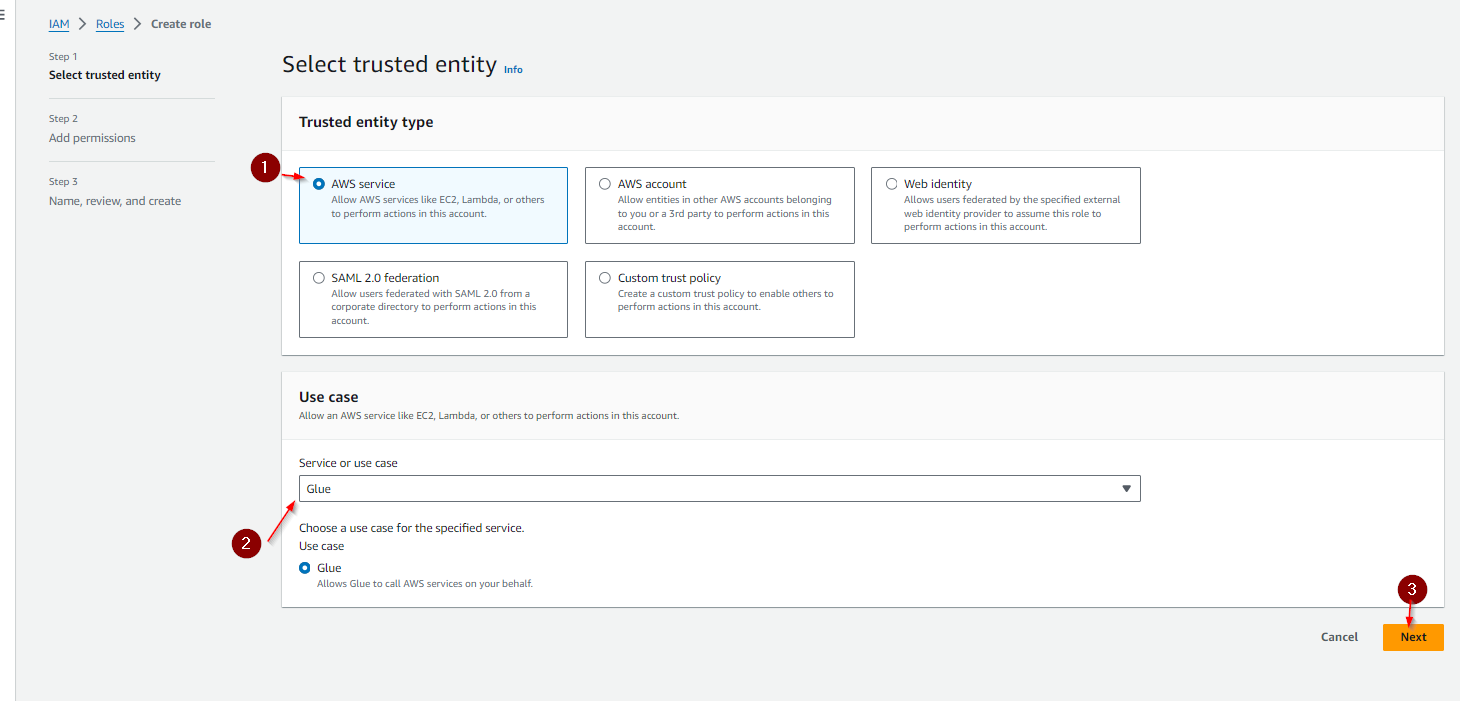 IAM > Roles > Create role
Step 1
Select trusted entity
Step 2
Add permissions
Step 3
Name, review, and create
Select trusted entity Info
Trusted entity type
1
AWS service
Allow AWS services like EC2, Lambda, or others
to perform actions in this account.
AWS account
Allow entities in other AWS accounts belonging
to you or a 3rd party to perform actions in this
account.
Web identity
Allows users federated by the specified external
web identity provider to assume this role to
perform actions in this account.
SAML 2.0 federation
Allow users federated with SAML 2.0 from a
corporate directory to perform actions in this
account.
Custom trust policy
Create a custom trust policy to enable others to
perform actions in this account.
Use case
Allow an AWS service like EC2, Lambda, or others to perform actions in this account.
Service or use case
Glue
2
Choose a use case for the specified service.
Use case
Glue
Allows Glue to call AWS services on your behalf.
3
Cancel
Next